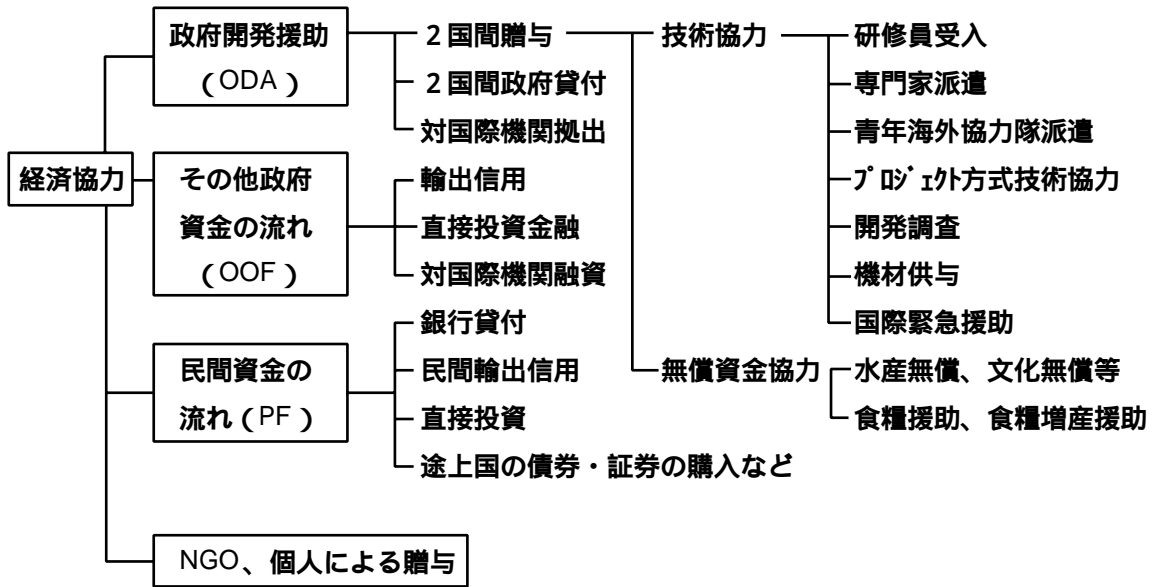 政府開発援助
(ODA)
2国間贈与
2国間政府貸付
対国際機関拠出
技術協力
研修員受入
専門家派遣
青年海外協力隊派遣
ﾌﾟﾛｼﾞｪｸﾄ方式技術協力
開発調査
機材供与
国際緊急援助
無償資金協力
水産無償、文化無償等
食糧援助、食糧増産援助
経済協力
その他政府
資金の流れ
(OOF)
輸出信用
直接投資金融
対国際機関融資
民間資金の
流れ(PF)
銀行貸付
民間輸出信用
直接投資
途上国の債券・証券の購入など
NGO、個人による贈与